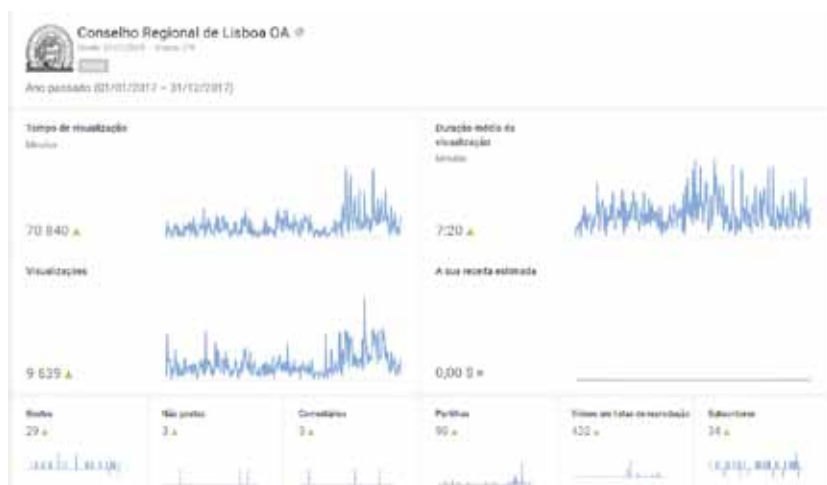 Conselho Regional de Lisboa OA
Ano passado (01/01/2017 – 31/12/2017)
Tempo de visualização
Minutos
70 840
Duração média da
visualização
Minutos
7:20
Visualizações
9 639
A sua receita estimada
0,00 $
Gostos
29
Não gostos
3
Comentários
3
Partilhas
90
Vídeos em listas de reprodução
432
Subscritores
34